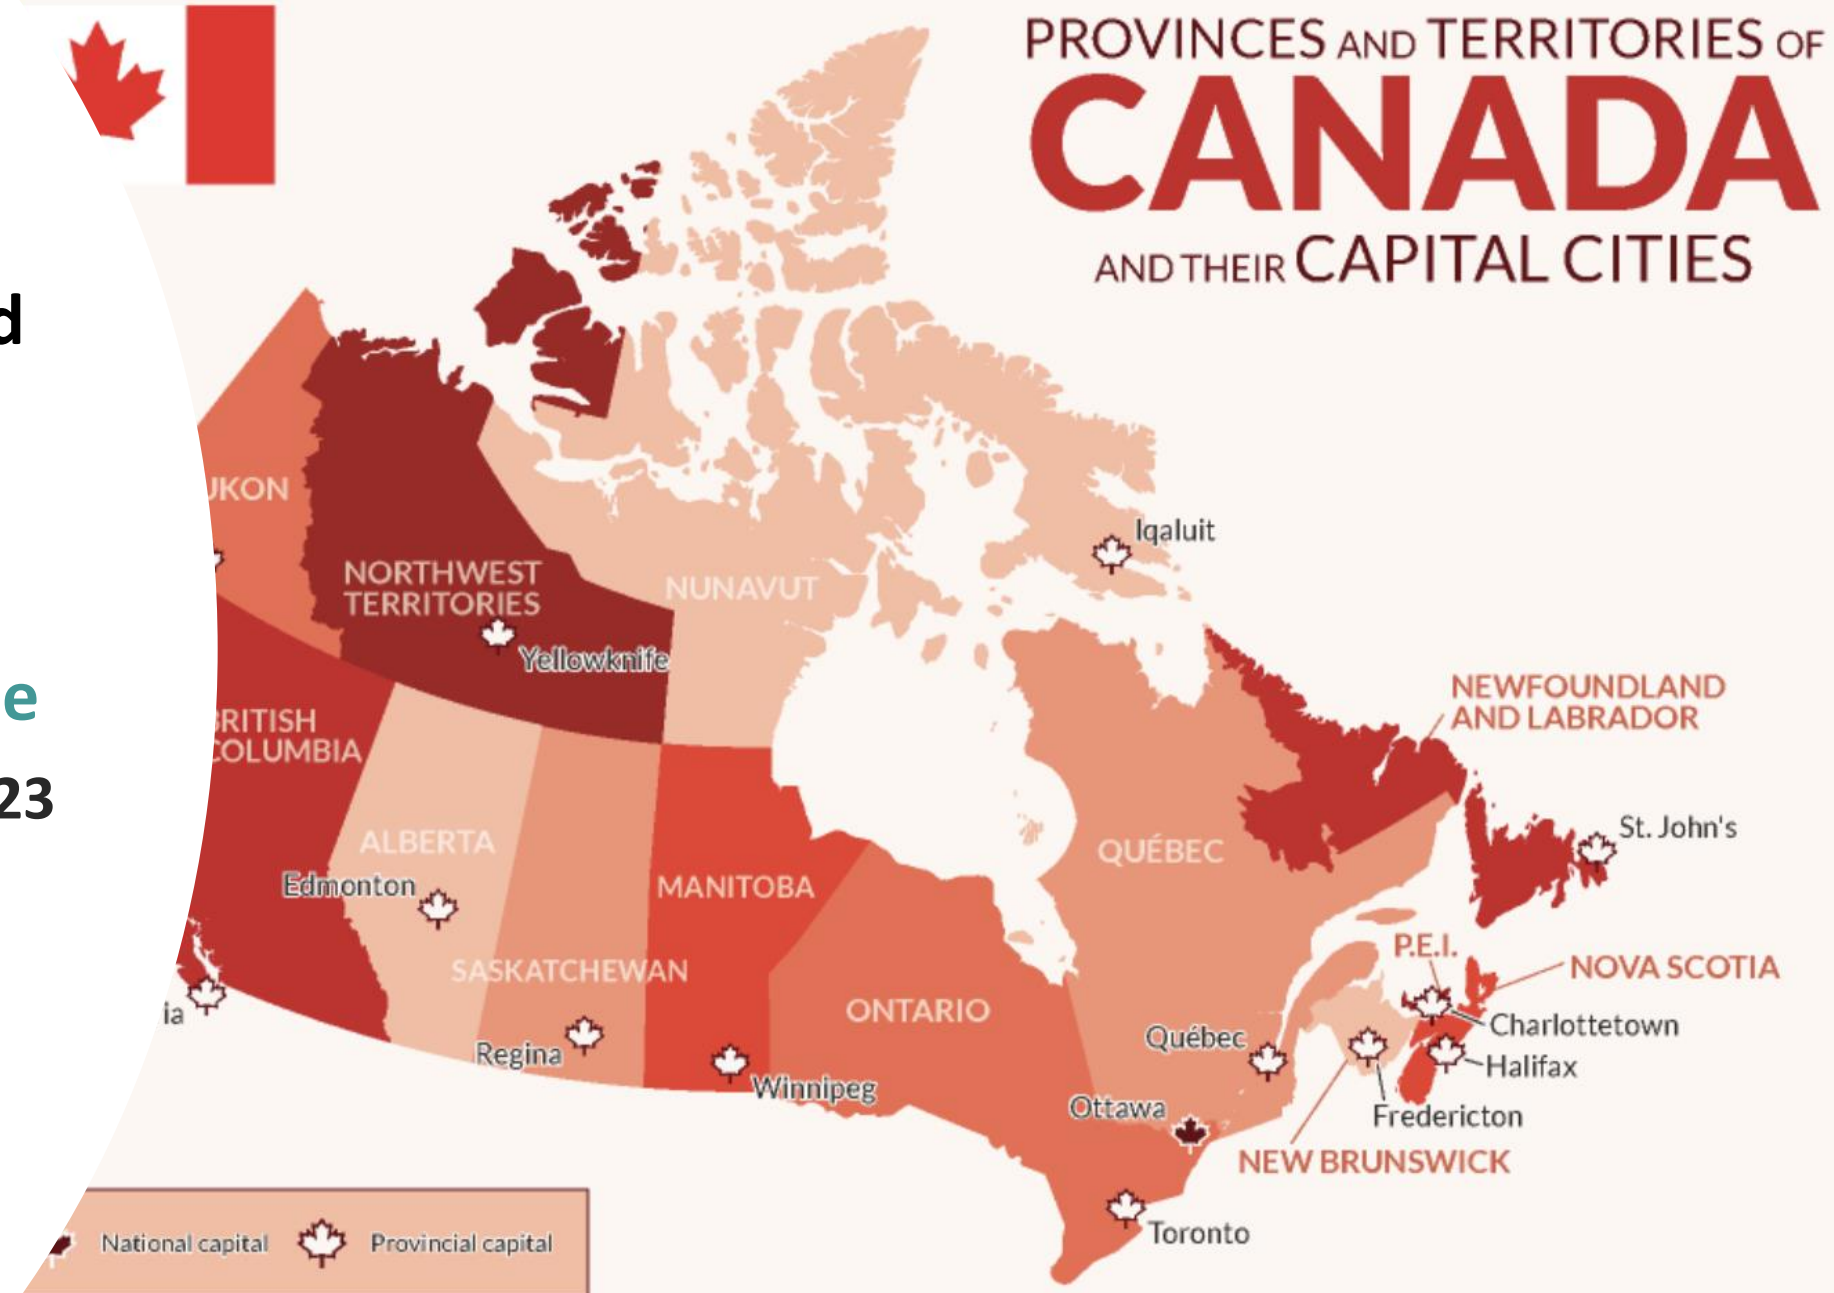 PROVINCES AND TERRITORIES OF
CANADA
AND THEIR CAPITAL CITIES
d
e
23
UKON
NORTHWEST
TERRITORIES
Yellowknife
NUNAVUT
Iqaluit
BRITISH
COLUMBIA
ALBERTA
Edmonton
SASKATCHEWAN
Regina
MANITOBA
Winnipeg
ONTARIO
QUÉBEC
Québec
Ottawa
Toronto
NEWFOUNDLAND
AND LABRADOR
St. John's
P.E.I.
NOVA SCOTIA
Charlottetown
Halifax
Fredericton
NEW BRUNSWICK
ia
National capital
Provincial capital